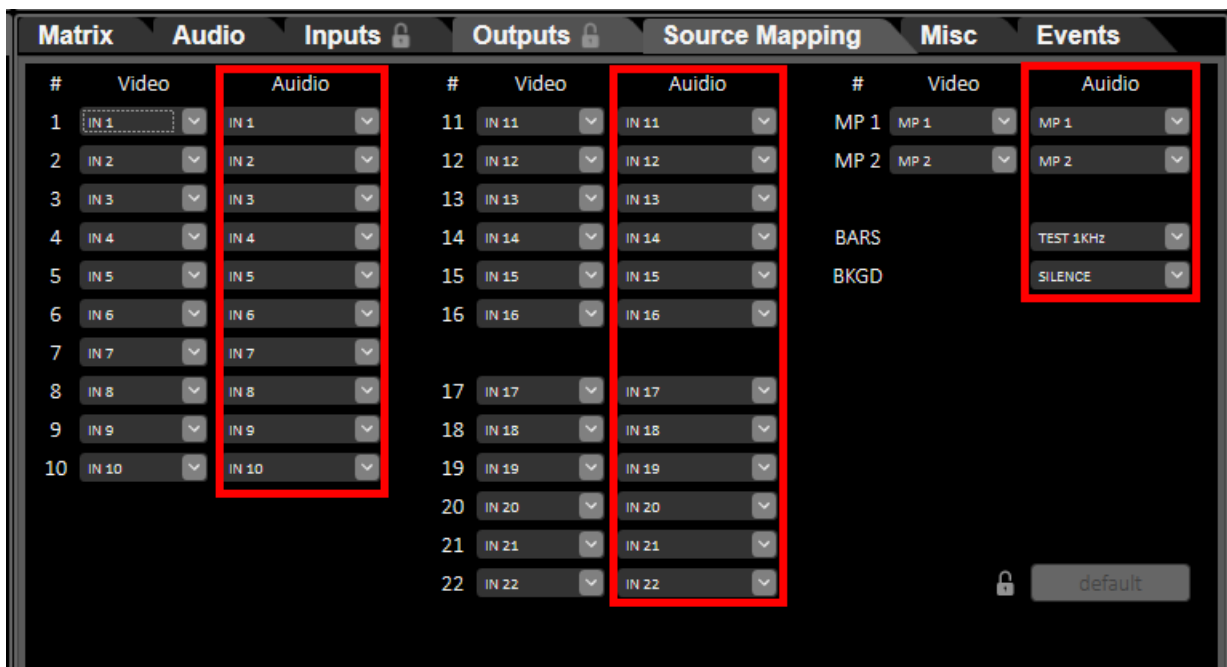 Matrix Audio Inputs Outputs Source Mapping Misc Events
# Video Auidio # Video Auidio # Video Auidio
1 IN 1 IN 1 11 IN 11 IN 11 MP 1 MP 1 MP 1
2 IN 2 IN 2 12 IN 12 IN 12 MP 2 MP 2 MP 2
3 IN 3 IN 3 13 IN 13 IN 13
4 IN 4 IN 4 14 IN 14 IN 14 BARS TEST 1KHz
5 IN 5 IN 5 15 IN 15 IN 15 BKGD SILENCE
6 IN 6 IN 6 16 IN 16 IN 16
7 IN 7 IN 7
8 IN 8 IN 8 17 IN 17 IN 17
9 IN 9 IN 9 18 IN 18 IN 18
10 IN 10 IN 10 19 IN 19 IN 19
20 IN 20 IN 20
21 IN 21 IN 21
22 IN 22 IN 22 default